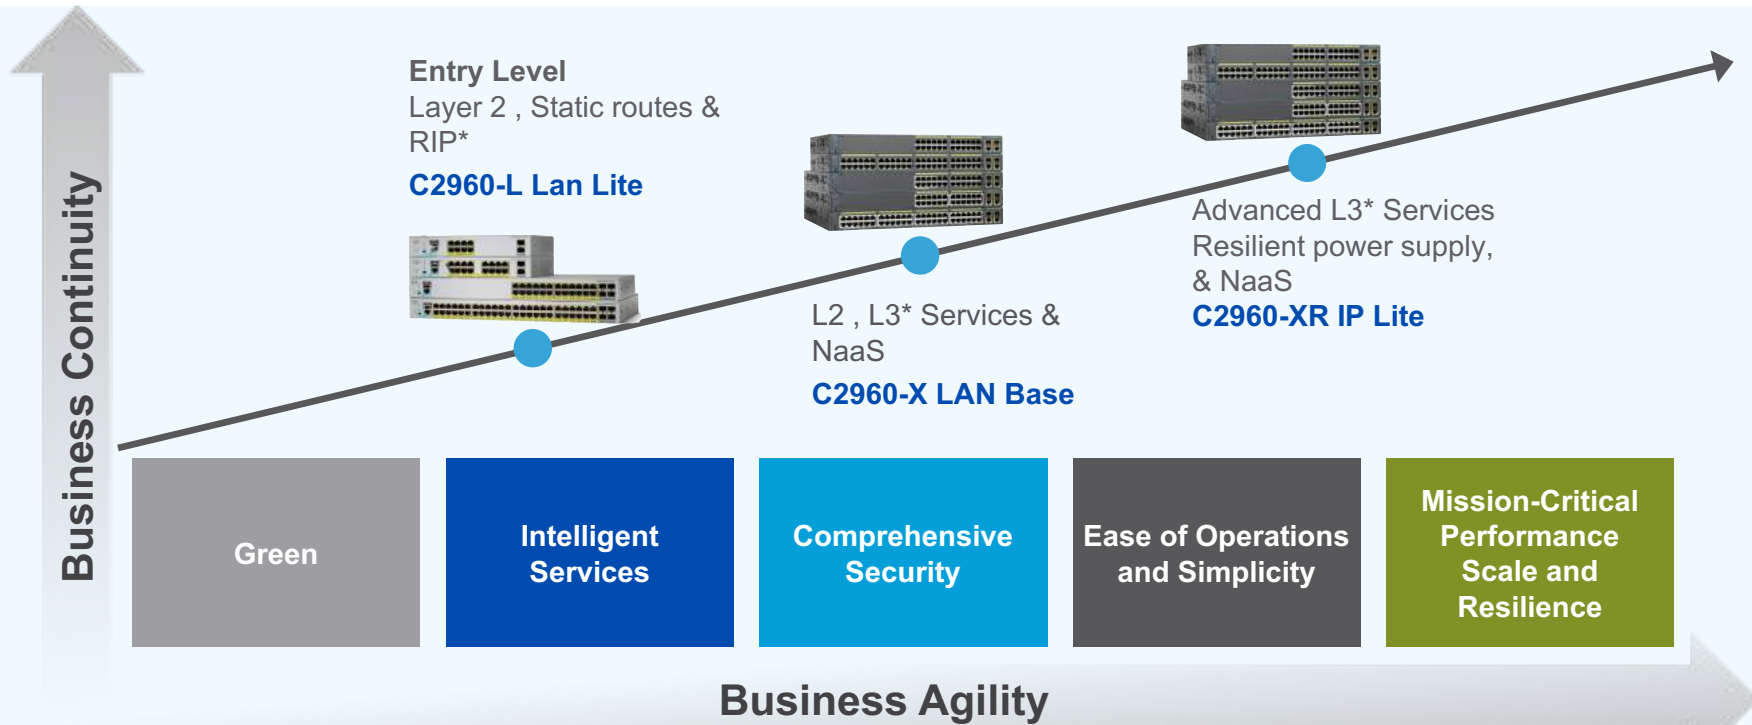 Business Continuity
Entry Level
Layer 2 , Static routes &
RIP*
C2960-L Lan Lite
L2 , L3* Services &
NaaS
C2960-X LAN Base
Advanced L3* Services
Resilient power supply,
& NaaS
C2960-XR IP Lite
Green
Intelligent
Services
Comprehensive
Security
Ease of Operations
and Simplicity
Mission-Critical
Performance
Scale and
Resilience
Business Agility